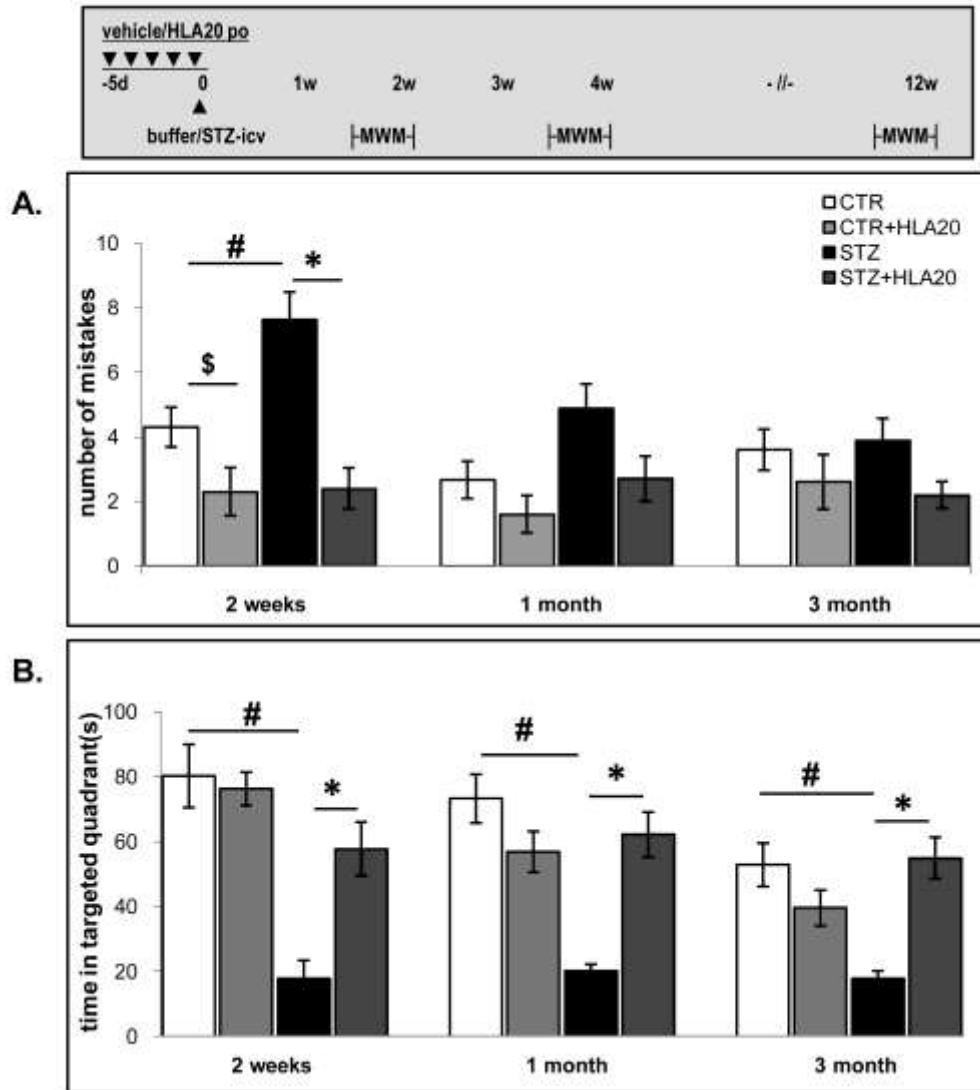 vehicle/HLA20 po
-5d 0 1w 2w 3w 4w - //- 12w
buffer/STZ-icv |-MWM-| |-MWM-| |-MWM-|
A.
CTR
CTR+HLA20
STZ
STZ+HLA20
number of mistakes
10
8
6
4
2
0
# *
$
2 weeks 1 month 3 month
B.
time in targeted quadrant(s)
100
80
60
40
20
0
# * # * # *
2 weeks 1 month 3 month